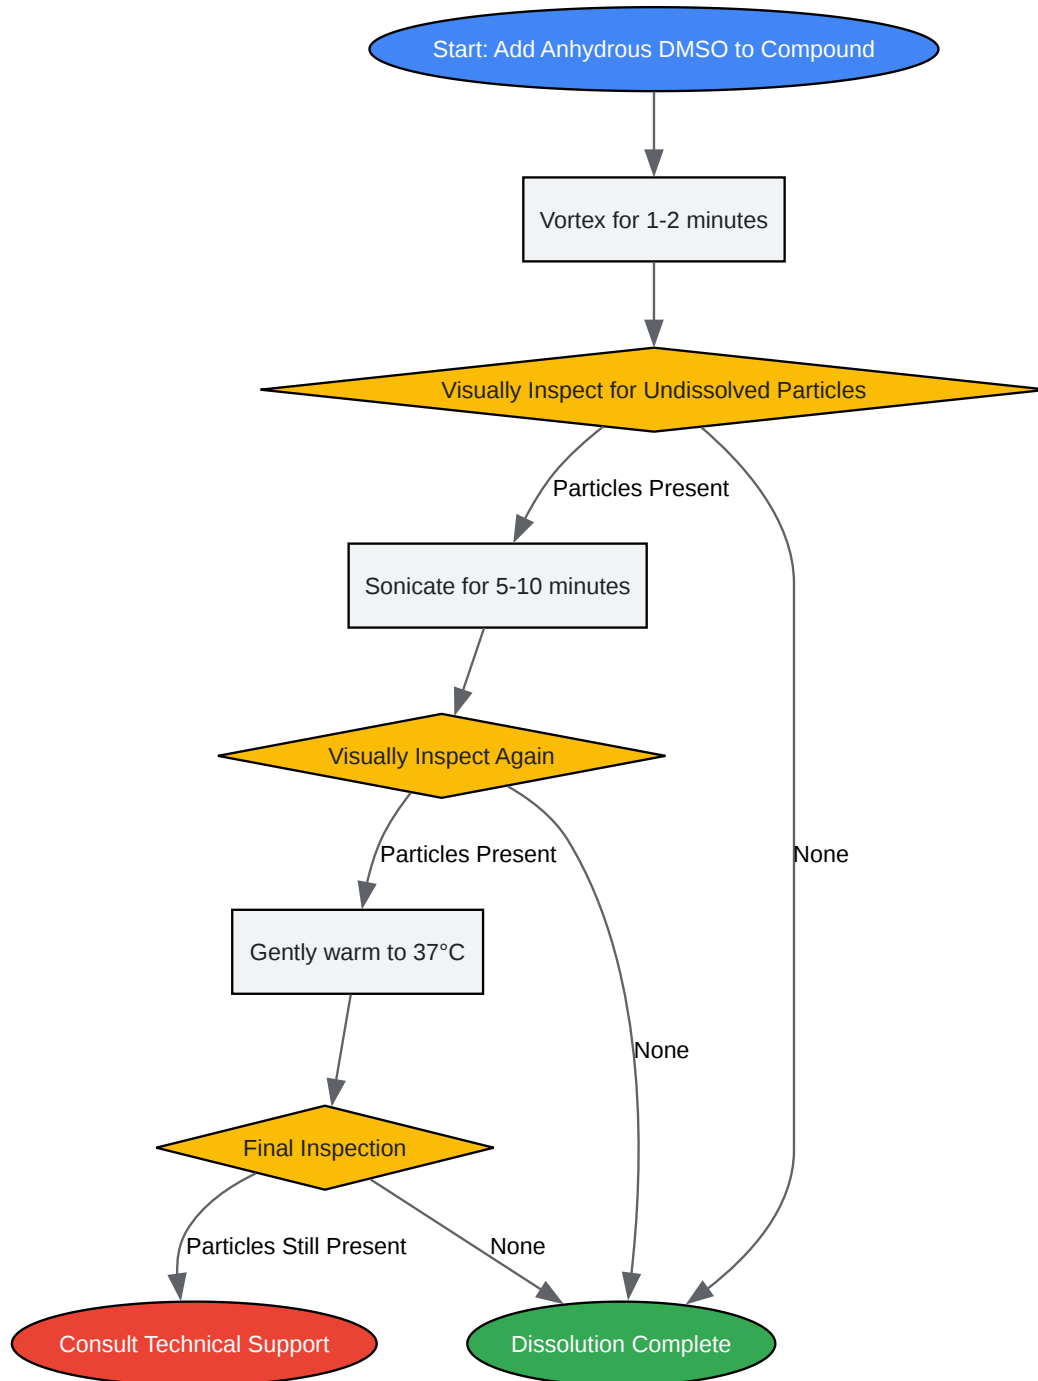 Start: Add Anhydrous DMSO to Compound
Vortex for 1-2 minutes
Visually Inspect for Undissolved Particles
Particles Present
Sonicate for 5-10 minutes
Visually Inspect Again
Particles Present
None
Gently warm to 37°C
None
Final Inspection
Particles Still Present
None
Consult Technical Support
Dissolution Complete